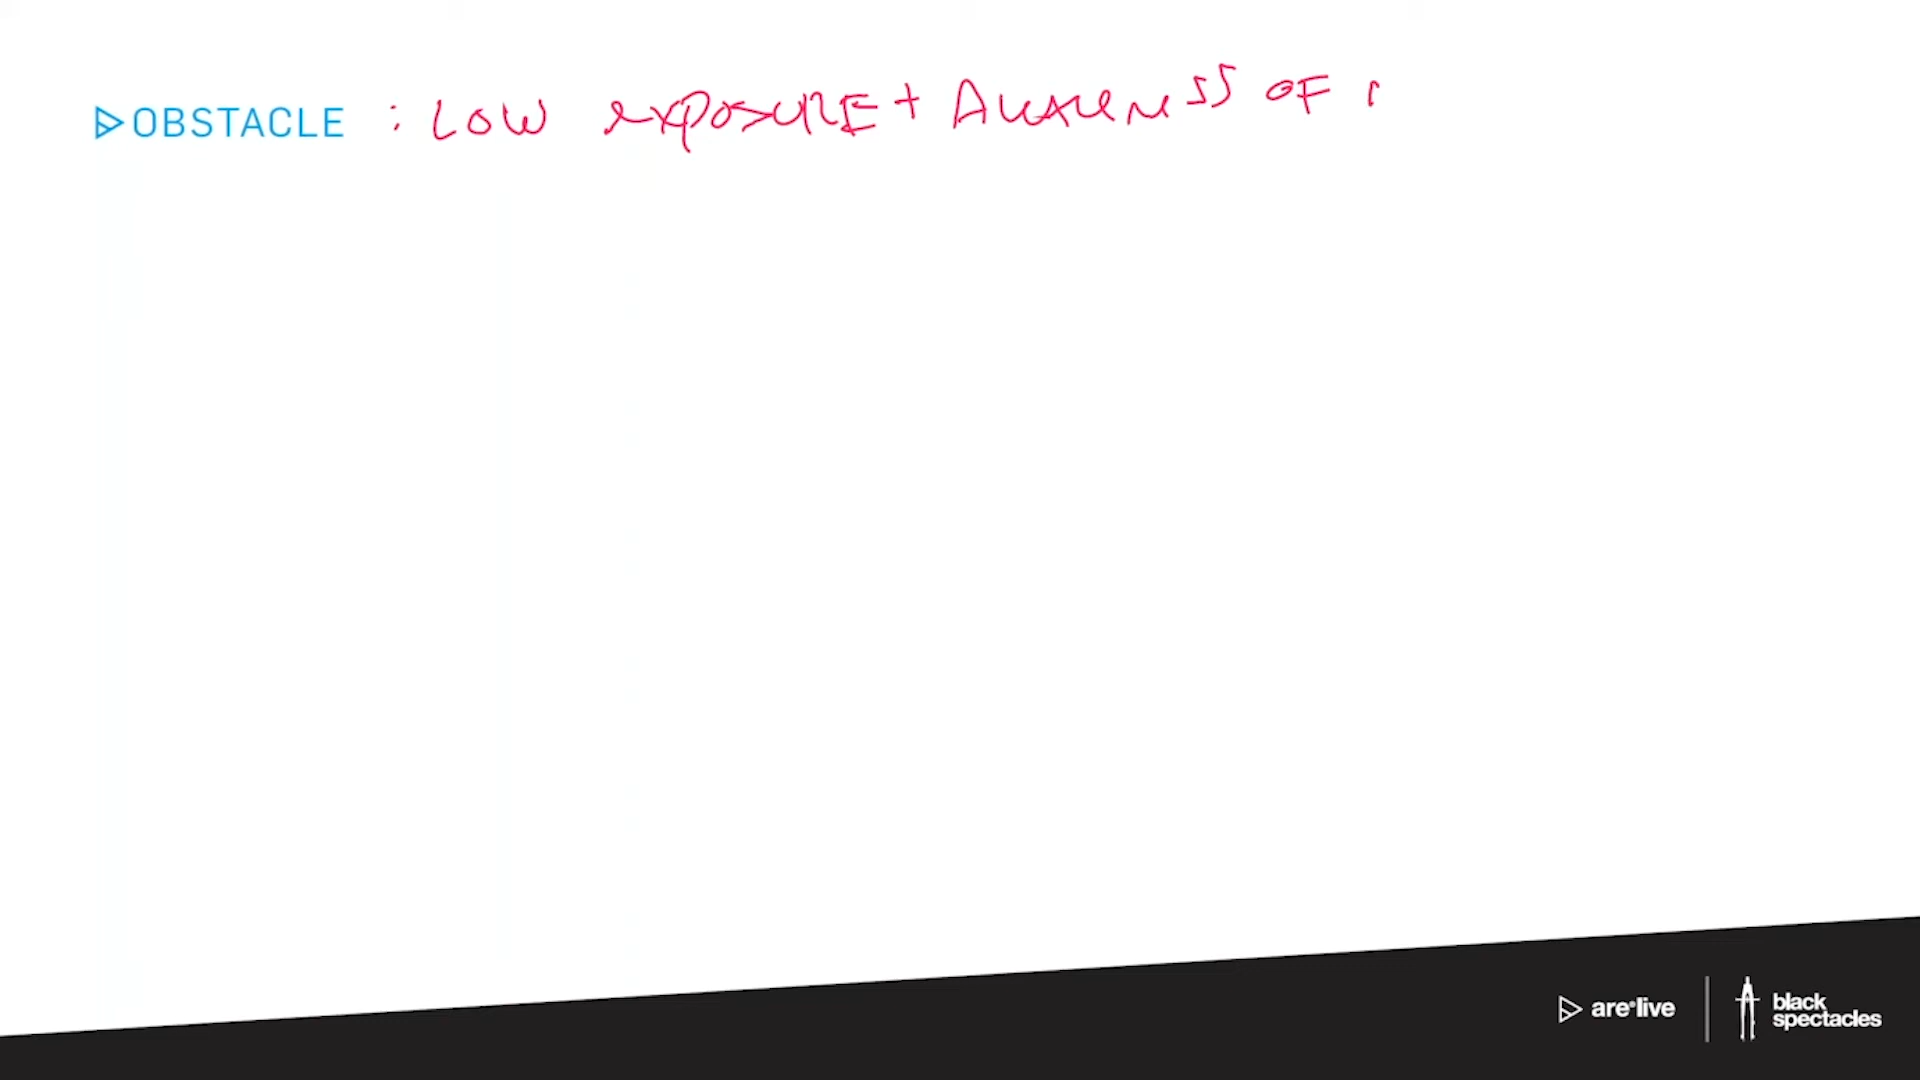 OBSTACLE : LOW EXPOSURE + AWARENESS OF
are•live
black
spectacles